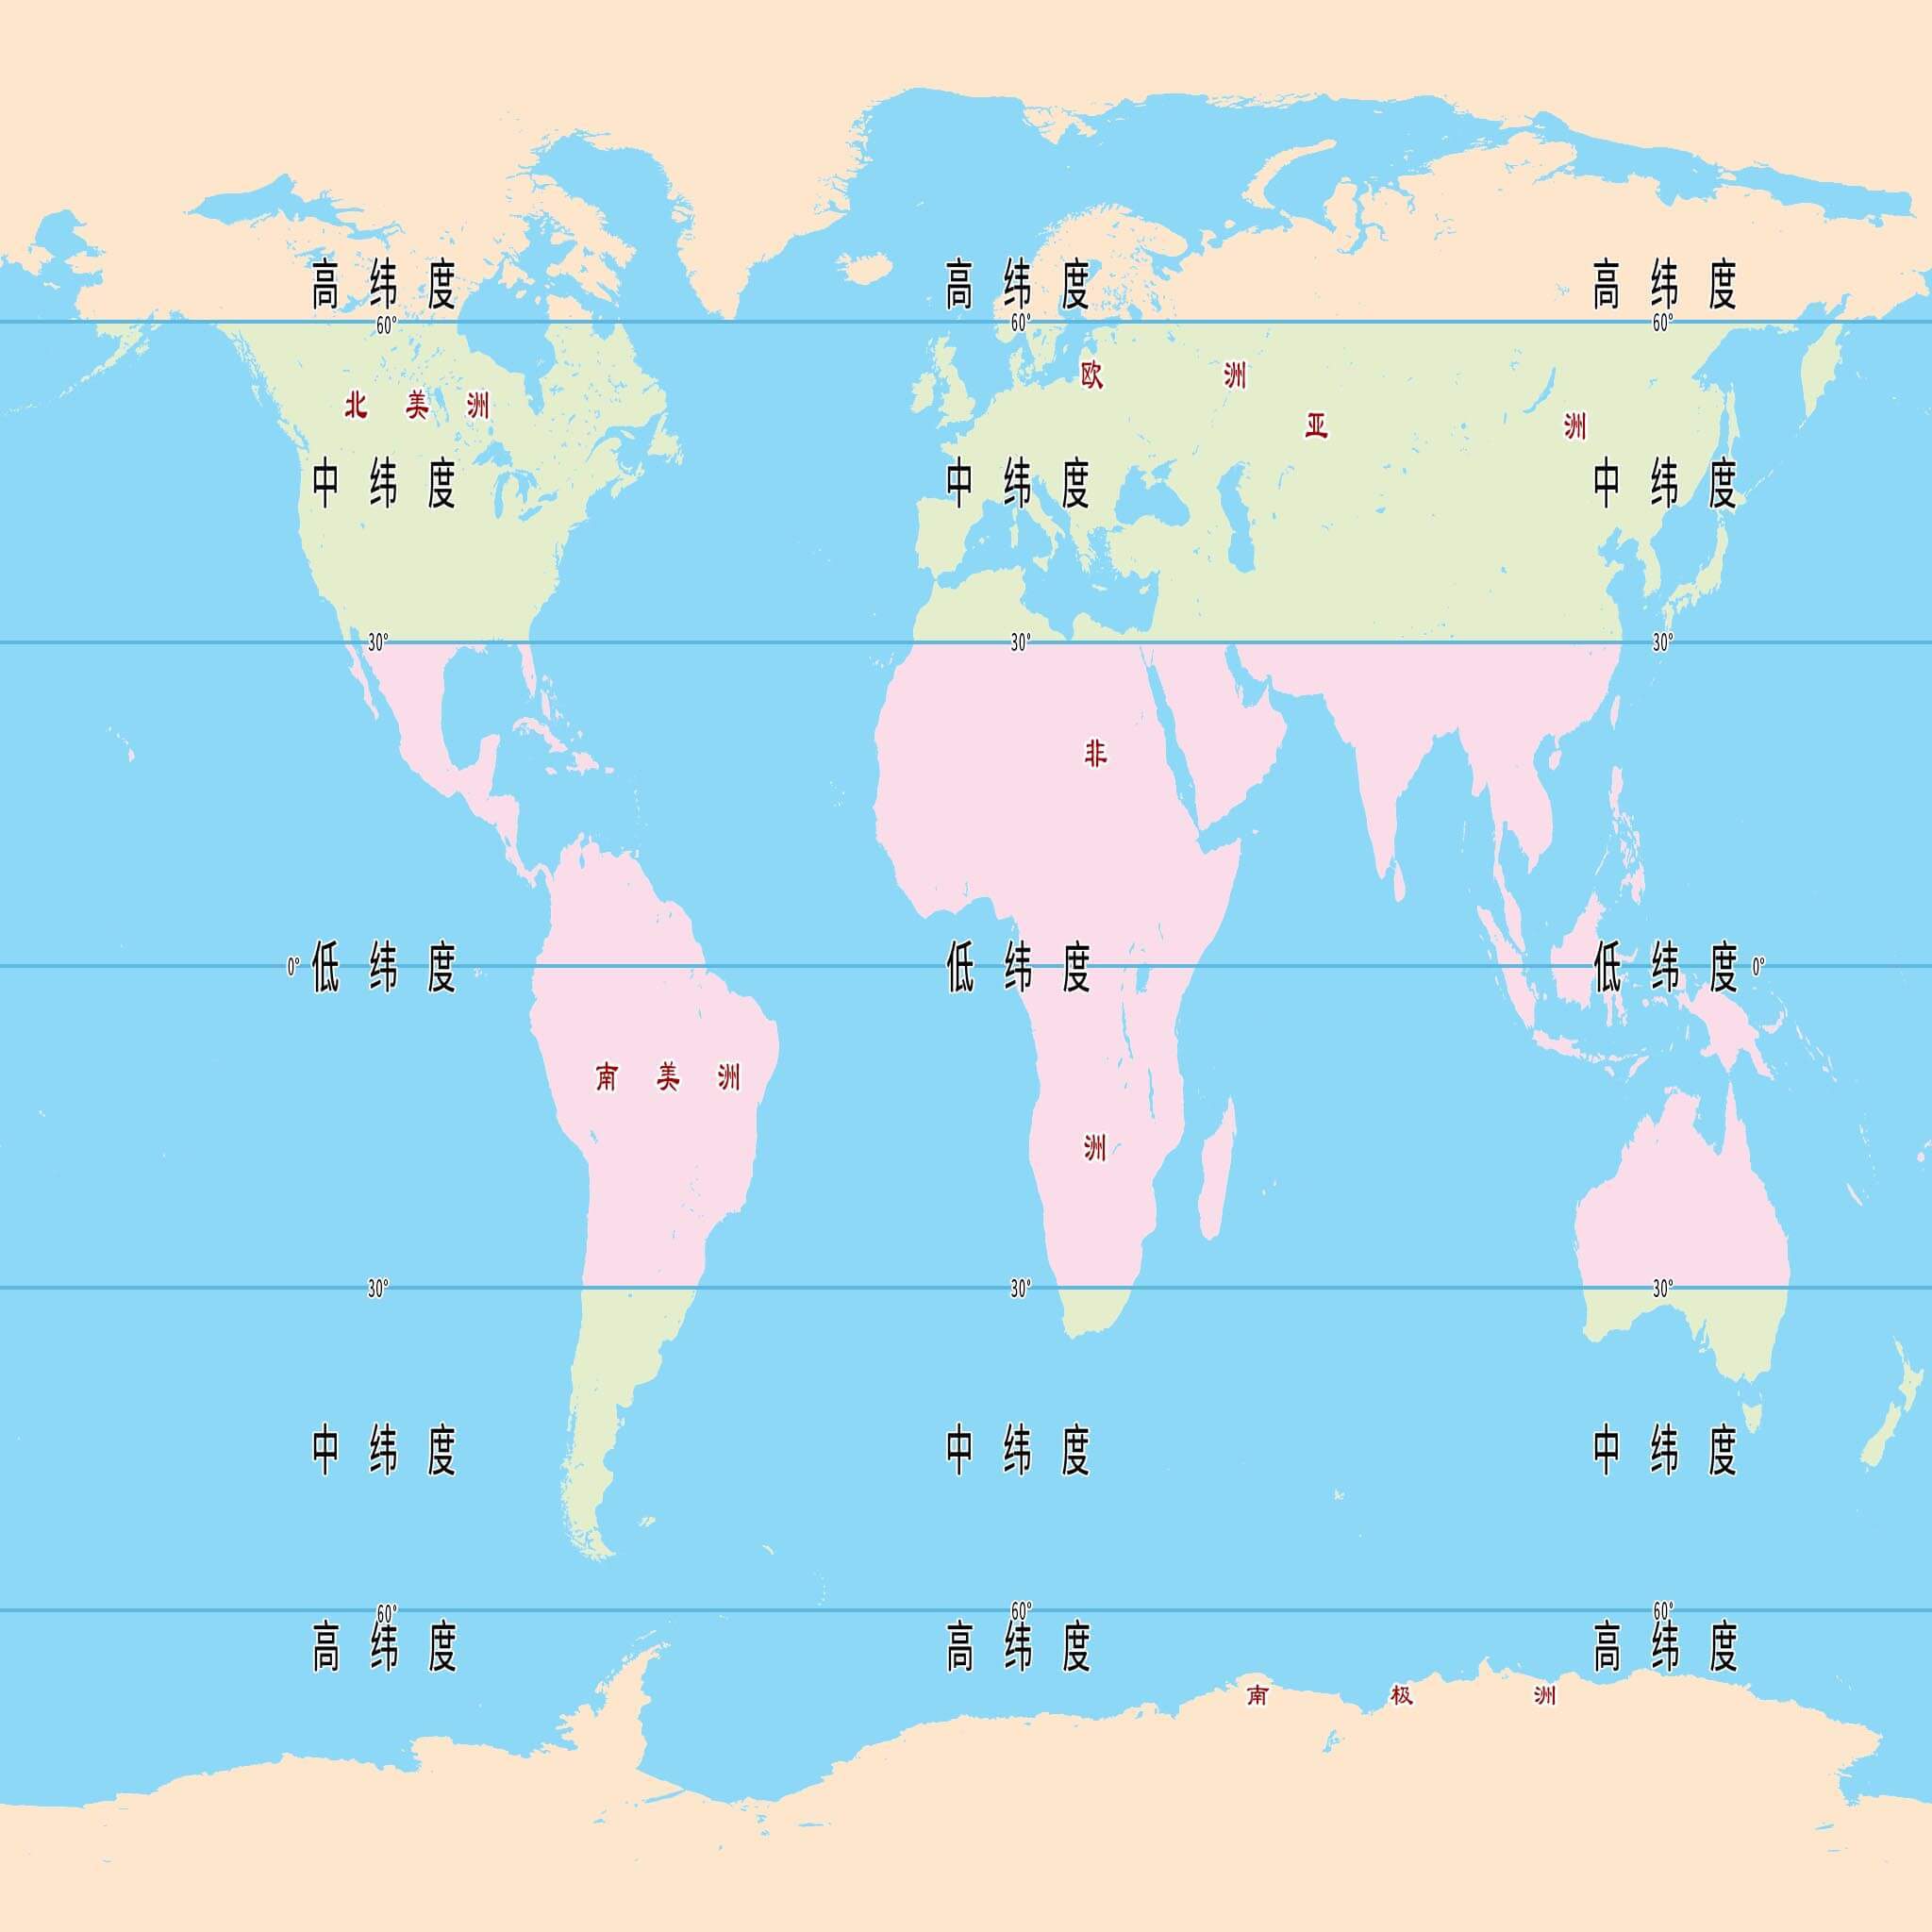 高纬度 高纬度 高纬度
60° 60° 60°
欧洲
北美洲
亚洲
中纬度 中纬度 中纬度
30° 30° 30°
非洲
0° 低纬度 低纬度 低纬度 0°
南美洲
30° 30° 30°
中纬度 中纬度 中纬度
60° 60° 60°
高纬度 高纬度 高纬度
南极洲